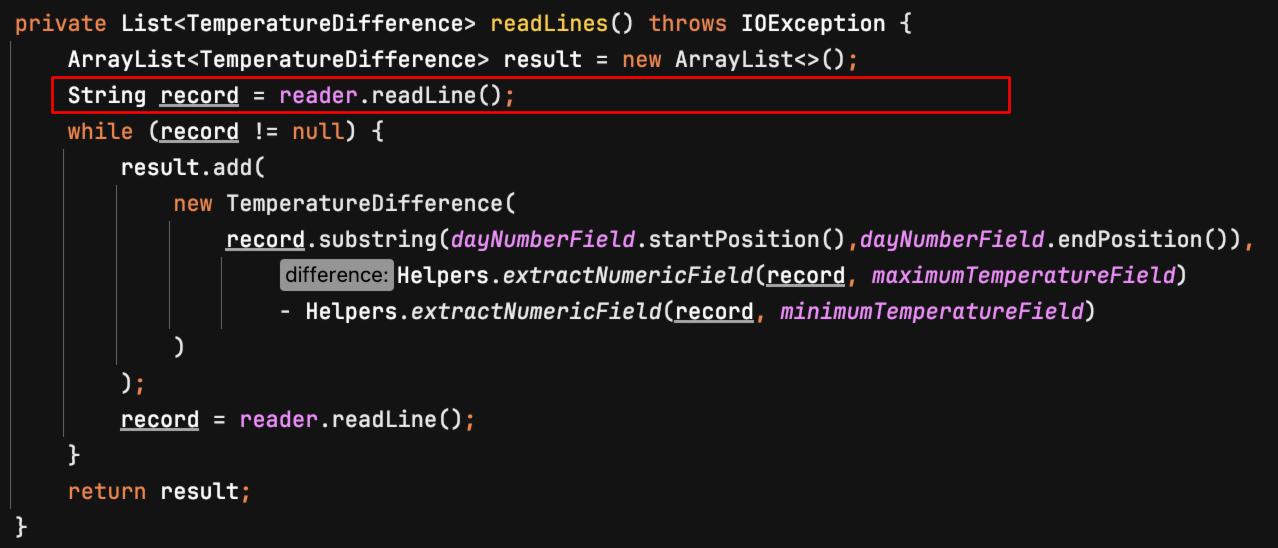 private List<TemperatureDifference> readLines() throws IOException {
ArrayList<TemperatureDifference> result = new ArrayList<>();
String record = reader.readLine();
while (record != null) {
result.add(
new TemperatureDifference(
record.substring(dayNumberField.startPosition(),dayNumberField.endPosition()),
difference: Helpers.extractNumericField(record, maximumTemperatureField)
- Helpers.extractNumericField(record, minimumTemperatureField)
)
);
record = reader.readLine();
}
return result;
}